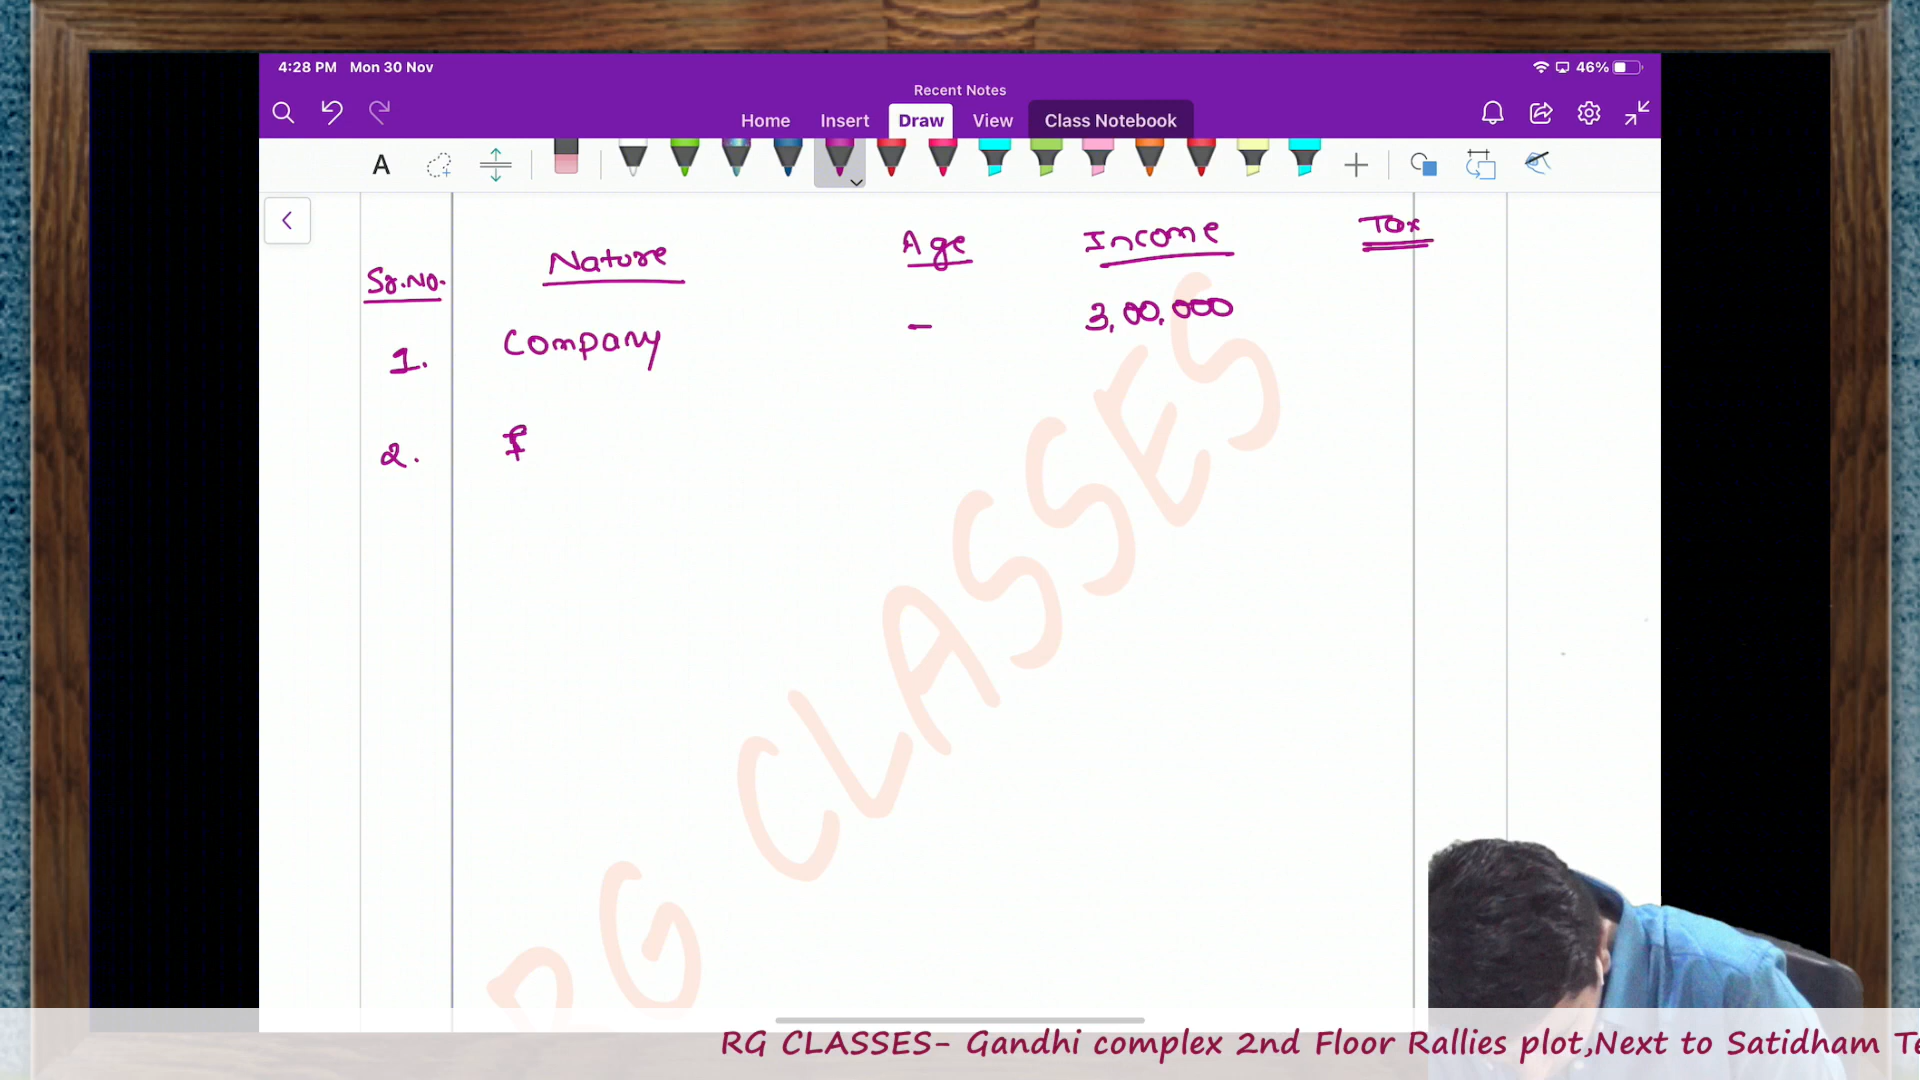 4:28 PM Mon 30 Nov
46%
Recent Notes
Home Insert Draw View Class Notebook
A
Sr.No. Nature Age Income Tax
1. Company - 3,00,000
2.
RG CLASSES
RG CLASSES- Gandhi complex 2nd Floor Rallies plot,Next to Satidham Te